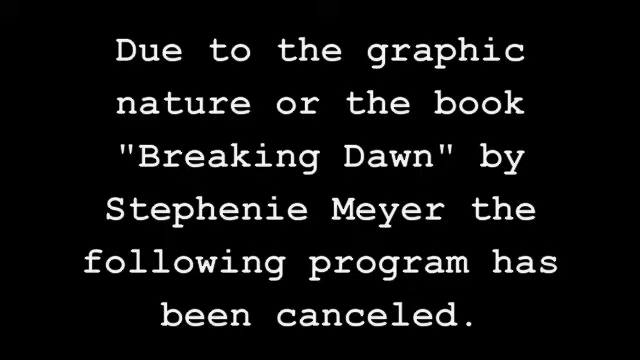 Due to the graphic
nature or the book
"Breaking Dawn" by
Stephenie Meyer the
following program has
been canceled.